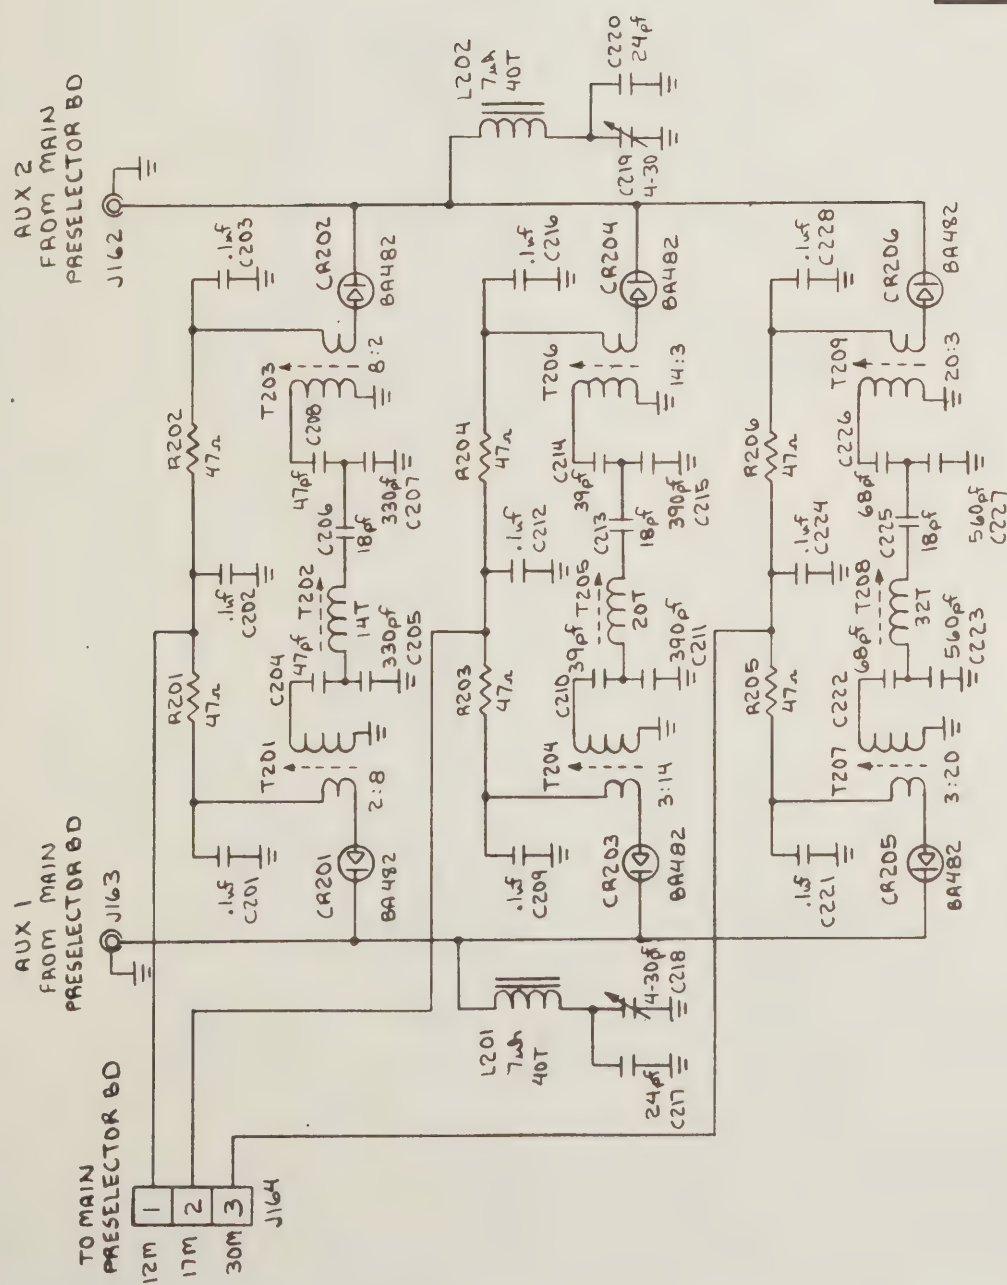 TO MAIN
PRESELECTOR BD
12M 1
17M 2
30M 3
J164
AUX 1
FROM MAIN
PRESELECTOR BD
J163
AUX 2
FROM MAIN
PRESELECTOR BD
J162
.1uf
C201
R201
47Ω
.1uf
C202
R202
47Ω
.1uf
C203
CR201
BA482
T201
2:8
C204
47pf
330pf
C205
T202
14T
C206
18pf
47pf
C208
330pf
C207
T203
8:2
CR202
BA482
.1uf
C209
R203
47Ω
.1uf
C212
R204
47Ω
.1uf
C216
CR203
BA482
T204
3:14
C210
39pf
390pf
C211
T205
20T
C213
18pf
39pf
C214
390pf
C215
T206
14:3
CR204
BA482
L201
7uh
40T
24pf
C217
4-30pf
C218
L202
7uh
40T
C219
4-30
C220
24pf
.1uf
C221
R205
47Ω
.1uf
C224
R206
47Ω
.1uf
C228
CR205
BA482
T207
3:20
C222
68pf
560pf
C223
T208
32T
C225
18pf
68pf
C226
560pf
C227
T209
20:3
CR206
BA482